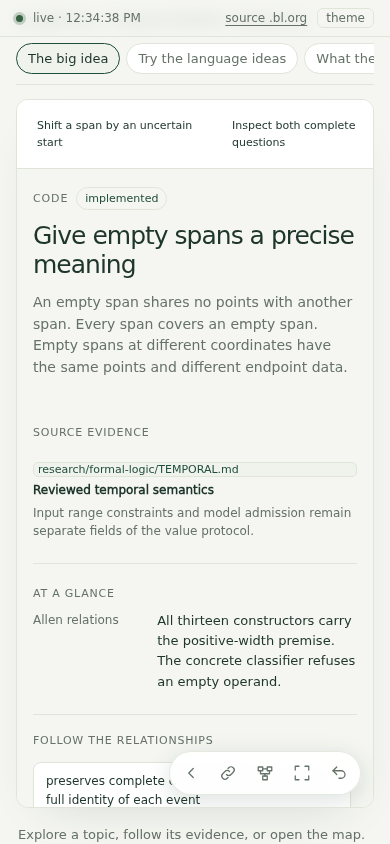 live · 12:34:38 PM
source .bl.org
theme
The big idea
Try the language ideas
What the
Shift a span by an uncertain
start
Inspect both complete
questions
CODE
implemented
Give empty spans a precise
meaning
An empty span shares no points with another
span. Every span covers an empty span.
Empty spans at different coordinates have
the same points and different endpoint data.
SOURCE EVIDENCE
research/formal-logic/TEMPORAL.md
Reviewed temporal semantics
Input range constraints and model admission remain
separate fields of the value protocol.
AT A GLANCE
Allen relations
All thirteen constructors carry
the positive-width premise.
The concrete classifier refuses
an empty operand.
FOLLOW THE RELATIONSHIPS
preserves complete
full identity of each event
Explore a topic, follow its evidence, or open the map.